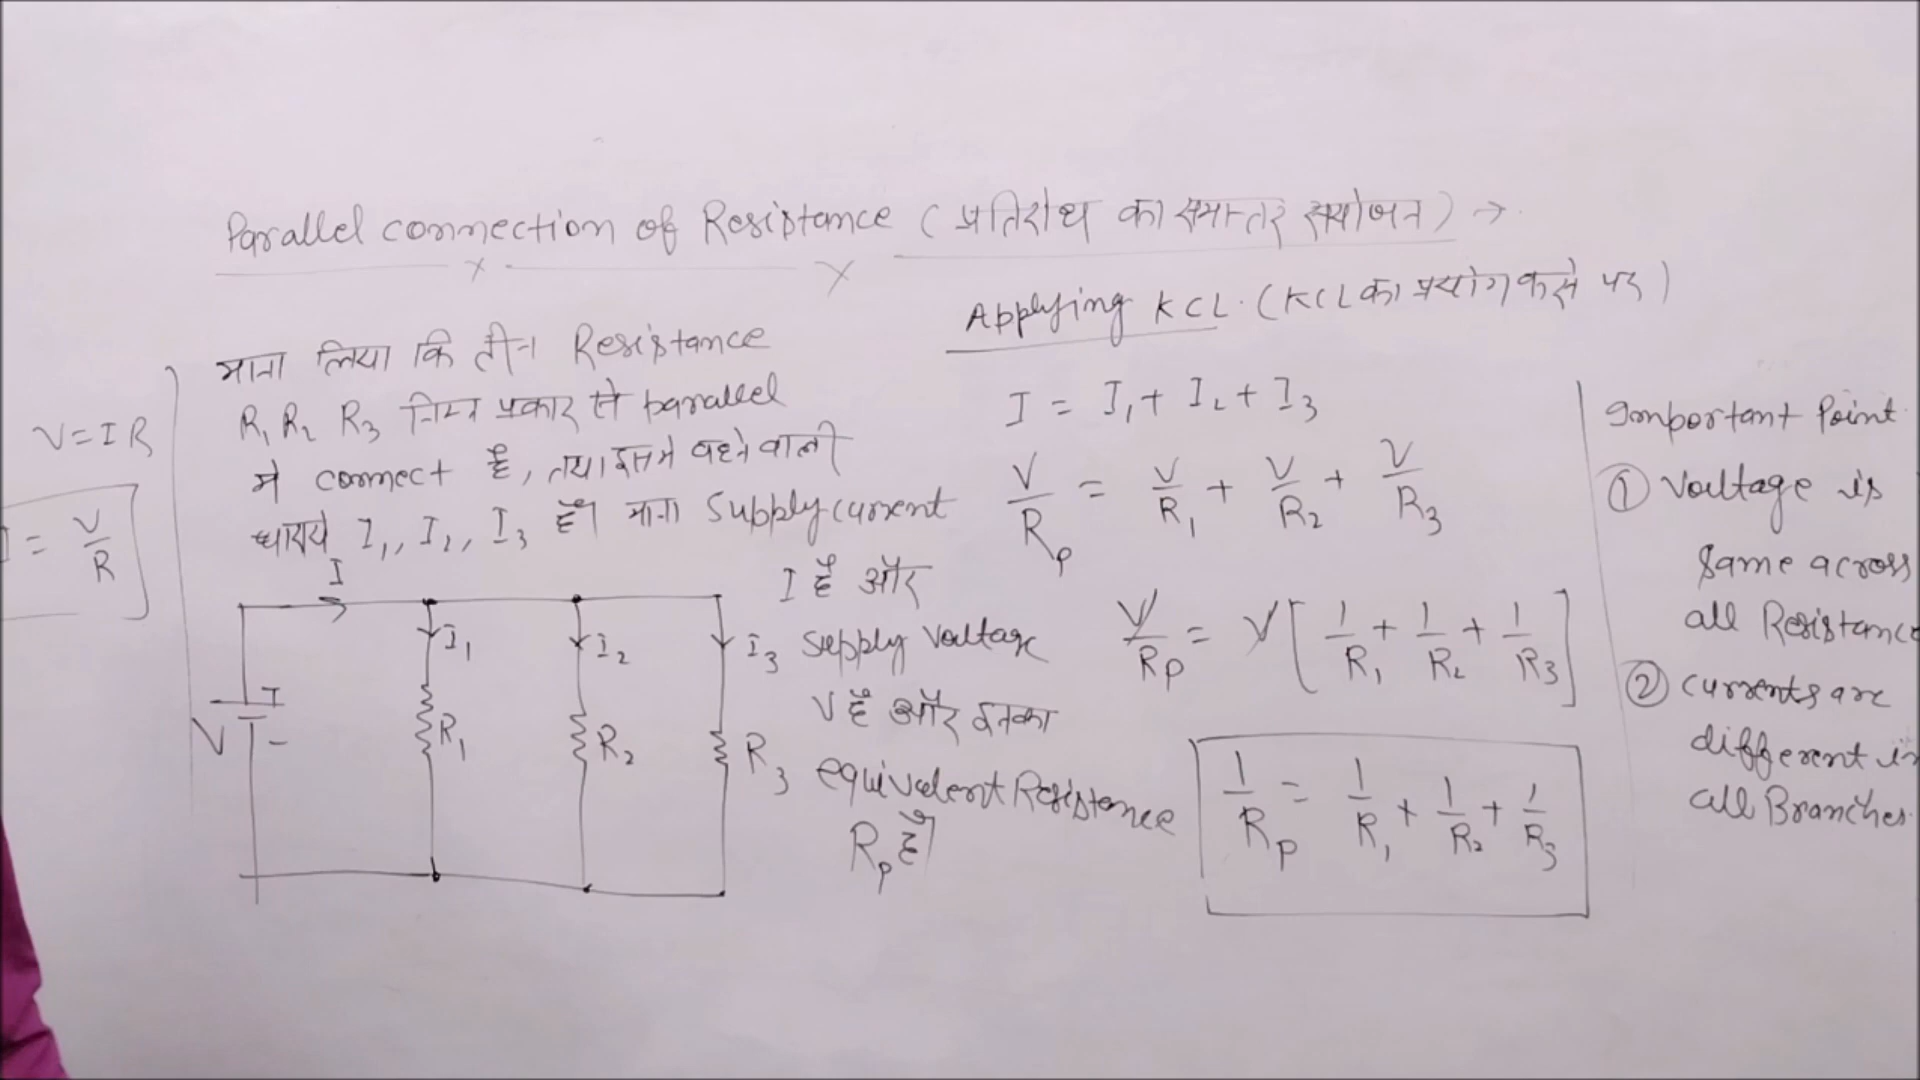 Parallel connection of Resistance (प्रतिरोध का समान्तर संयोजन) →
V=IR
I = V/R
माना लिया कि तीन Resistance
R₁ R₂ R₃ निम्न प्रकार से parallel
मे connect है, तथा इसमे बहने वाली
धाराये I₁, I₂, I₃ है। माना Supply current
I है और
supply Voltage
V है और इनका
equivalent Resistance
Rₚ है।
I
I₁
I₂
I₃
V
-
R₁
R₂
R₃
Applying KCL. (KCL का प्रयोग करने पर)
I = I₁ + I₂ + I₃
V/Rₚ = V/R₁ + V/R₂ + V/R₃
V/Rₚ = V[1/R₁ + 1/R₂ + 1/R₃]
1/Rₚ = 1/R₁ + 1/R₂ + 1/R₃
Important Point
① Voltage is
Same across
all Resistance
② Currents are
different in
all Branches.